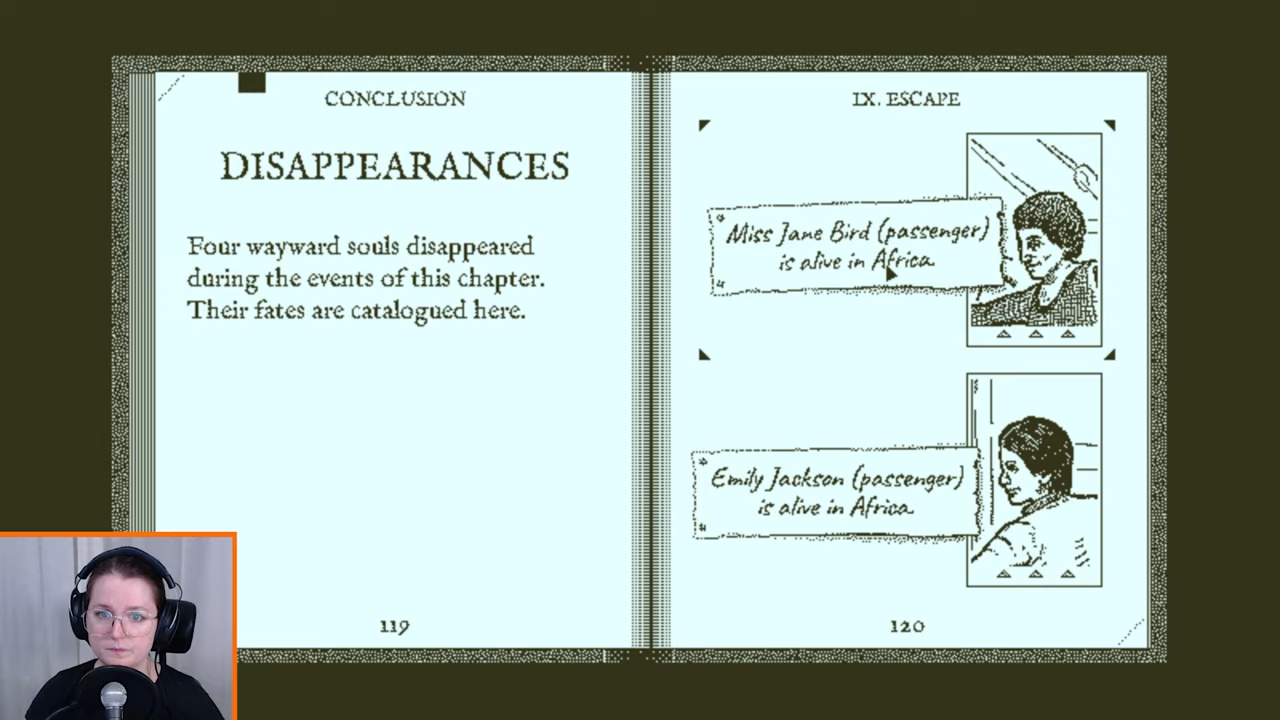 CONCLUSION
DISAPPEARANCES
Four wayward souls disappeared
during the events of this chapter.
Their fates are catalogued here.
119
IX. ESCAPE
Miss Jane Bird (passenger)
is alive in Africa
Emily Jackson (passenger)
is alive in Africa
120